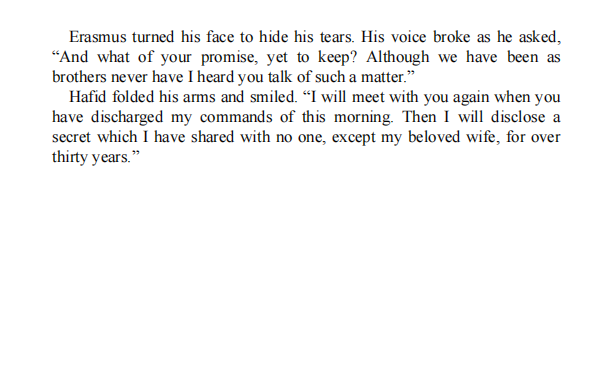 Erasmus turned his face to hide his tears. His voice broke as he asked,
“And what of your promise, yet to keep? Although we have been as
brothers never have I heard you talk of such a matter.”
Hafid folded his arms and smiled. “I will meet with you again when you
have discharged my commands of this morning. Then I will disclose a
secret which I have shared with no one, except my beloved wife, for over
thirty years.”